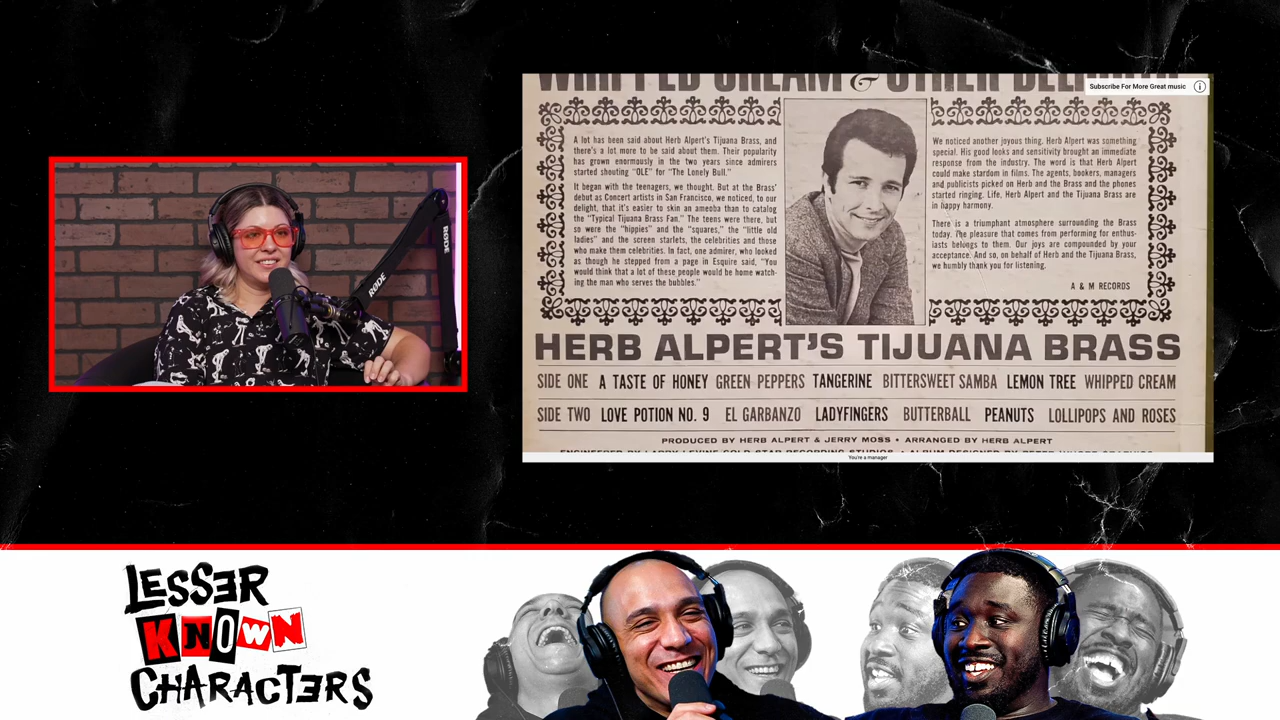 WHIPPED CREAM & OTHER DELIGHTS
Subscribe For More Great music
A lot has been said about Herb Alpert's Tijuana Brass, and
there's a lot more to be said about them. Their popularity
has grown enormously in the two years since admirers
started shouting "OLE" for "The Lonely Bull."
It began with the teenagers, we thought. But at the Brass'
debut as Concert artists in San Francisco, we noticed, to our
delight, that it's easier to skin an ameoba than to catalog
the "Typical Tijuana Brass Fan." The teens were there, but
so were the "hippies" and the "squares," the "little old
ladies" and the screen starlets, the celebrities and those
who make them celebrities. In fact, one admirer, who looked
as though he stepped from a page in Esquire said, "You
would think that a lot of these people would be home watch-
ing the man who serves the bubbles."
We noticed another joyous thing. Herb Alpert was something
special. His good looks and sensitivity brought an immediate
response from the industry. The word is that Herb Alpert
could make stardom in films. The agents, bookers, managers
and publicists picked on Herb and the Brass and the phones
started ringing. Life, Herb Alpert and the Tijuana Brass are
in happy harmony.
There is a triumphant atmosphere surrounding the Brass
today. The pleasure that comes from performing for enthus-
iasts belongs to them. Our joys are compounded by your
acceptance. And so, on behalf of Herb and the Tijuana Brass,
we humbly thank you for listening.
A & M RECORDS
HERB ALPERT'S TIJUANA BRASS
SIDE ONE A TASTE OF HONEY GREEN PEPPERS TANGERINE BITTERSWEET SAMBA LEMON TREE WHIPPED CREAM
SIDE TWO LOVE POTION NO. 9 EL GARBANZO LADYFINGERS BUTTERBALL PEANUTS LOLLIPOPS AND ROSES
PRODUCED BY HERB ALPERT & JERRY MOSS • ARRANGED BY HERB ALPERT
You're a manager
RØDE
RØDE
LESSER
KNOWN
CHARACTERS